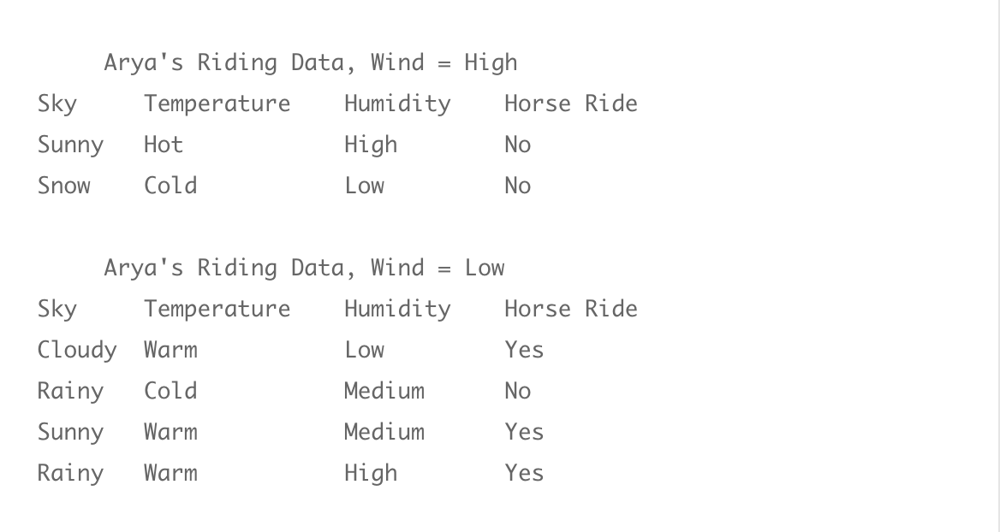 Arya's Riding Data, Wind = High
Sky Temperature Humidity Horse Ride
Sunny Hot High No
Snow Cold Low No
Arya's Riding Data, Wind = Low
Sky Temperature Humidity Horse Ride
Cloudy Warm Low Yes
Rainy Cold Medium No
Sunny Warm Medium Yes
Rainy Warm High Yes